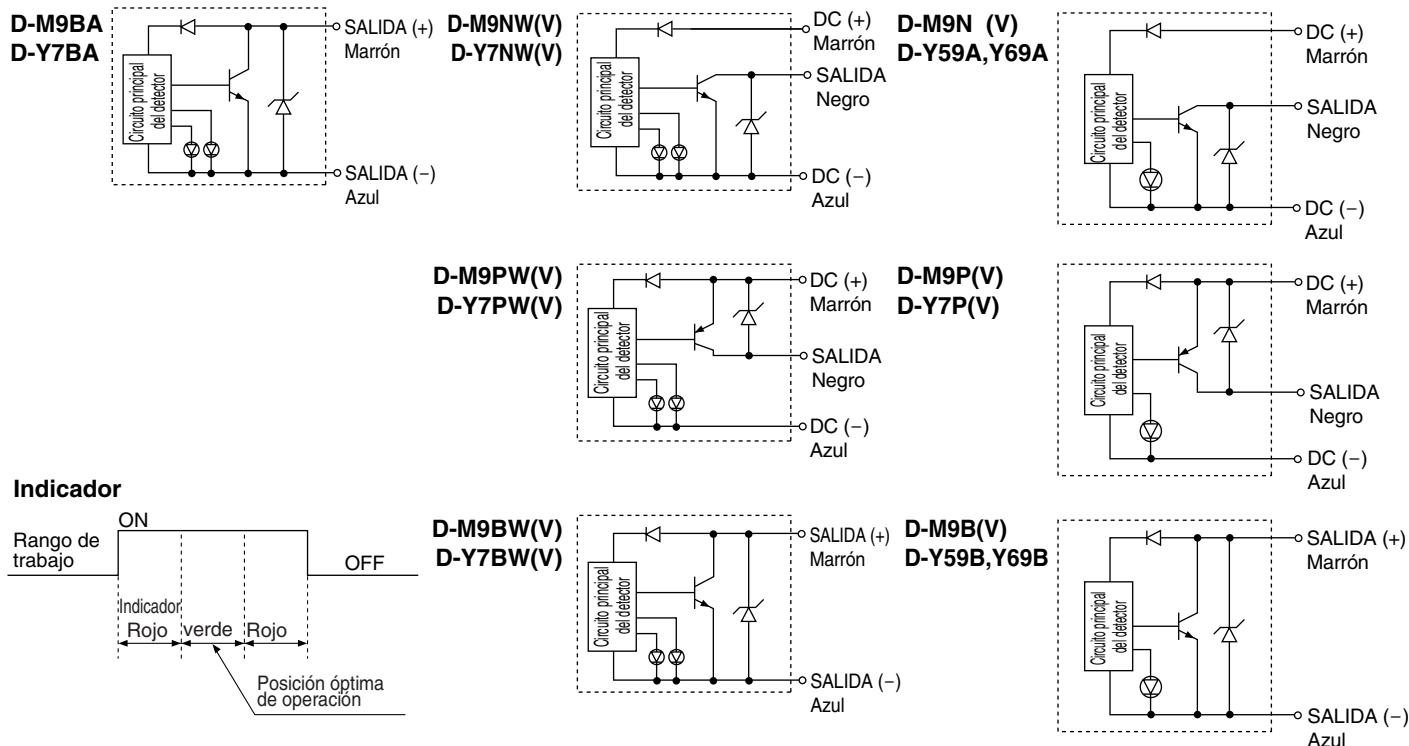 D-M9BA
D-Y7BA
Circuito principal
del detector
SALIDA (+)
Marrón
SALIDA (−)
Azul
D-M9NW(V)
D-Y7NW(V)
Circuito principal
del detector
DC (+)
Marrón
SALIDA
Negro
DC (−)
Azul
D-M9N (V)
D-Y59A,Y69A
Circuito principal
del detector
DC (+)
Marrón
SALIDA
Negro
DC (−)
Azul
D-M9PW(V)
D-Y7PW(V)
Circuito principal
del detector
DC (+)
Marrón
SALIDA
Negro
DC (−)
Azul
D-M9P(V)
D-Y7P(V)
Circuito principal
del detector
DC (+)
Marrón
SALIDA
Negro
DC (−)
Azul
Indicador
ON
Rango de
trabajo
OFF
Indicador
Rojo verde Rojo
Posición óptima
de operación
D-M9BW(V)
D-Y7BW(V)
Circuito principal
del detector
SALIDA (+)
Marrón
SALIDA (−)
Azul
D-M9B(V)
D-Y59B,Y69B
Circuito principal
del detector
SALIDA (+)
Marrón
SALIDA (−)
Azul